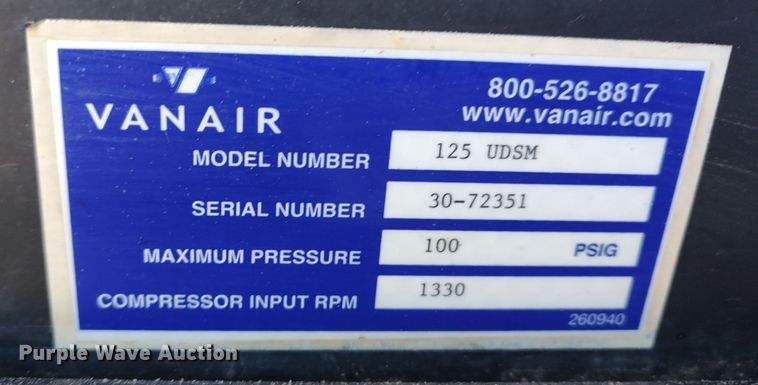 800-526-8817
VANAIR
www.vanair.com
MODEL NUMBER 125 UDSM
SERIAL NUMBER 30-72351
MAXIMUM PRESSURE 100 PSIG
COMPRESSOR INPUT RPM 1330
260940
Purple Wave Auction